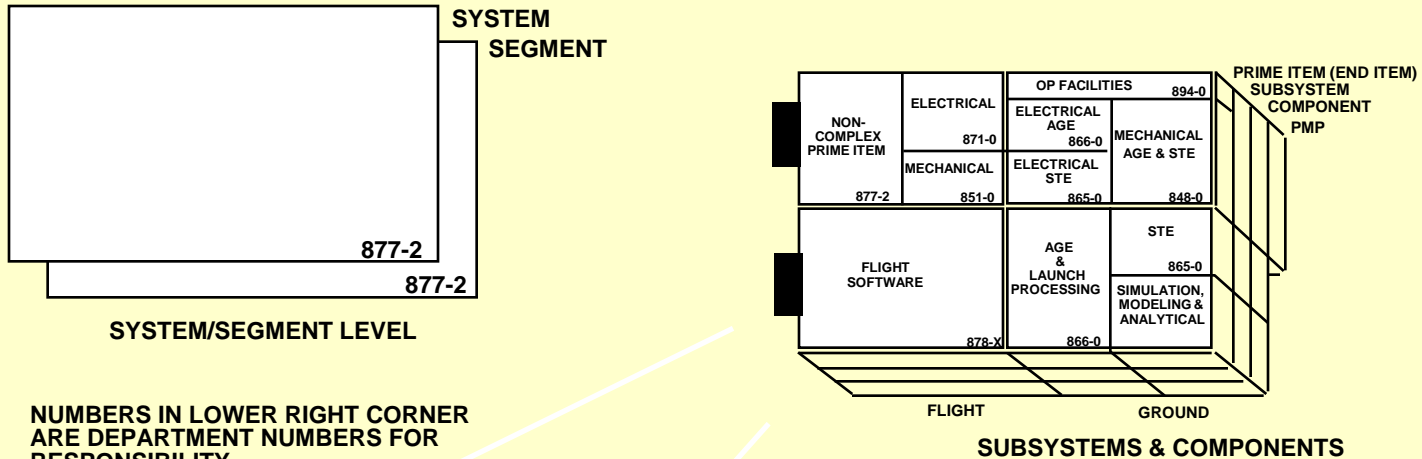 SYSTEM
SEGMENT
877-2
877-2
SYSTEM/SEGMENT LEVEL
NUMBERS IN LOWER RIGHT CORNER
ARE DEPARTMENT NUMBERS FOR
RESPONSIBILITY
PRIME ITEM (END ITEM)
SUBSYSTEM
COMPONENT
PMP
NON-
COMPLEX
PRIME ITEM
877-2
ELECTRICAL
871-0
MECHANICAL
851-0
OP FACILITIES
894-0
ELECTRICAL
AGE
866-0
ELECTRICAL
STE
865-0
MECHANICAL
AGE & STE
848-0
FLIGHT
SOFTWARE
878-X
AGE
&
LAUNCH
PROCESSING
866-0
STE
865-0
SIMULATION,
MODELING &
ANALYTICAL
FLIGHT
GROUND
SUBSYSTEMS & COMPONENTS